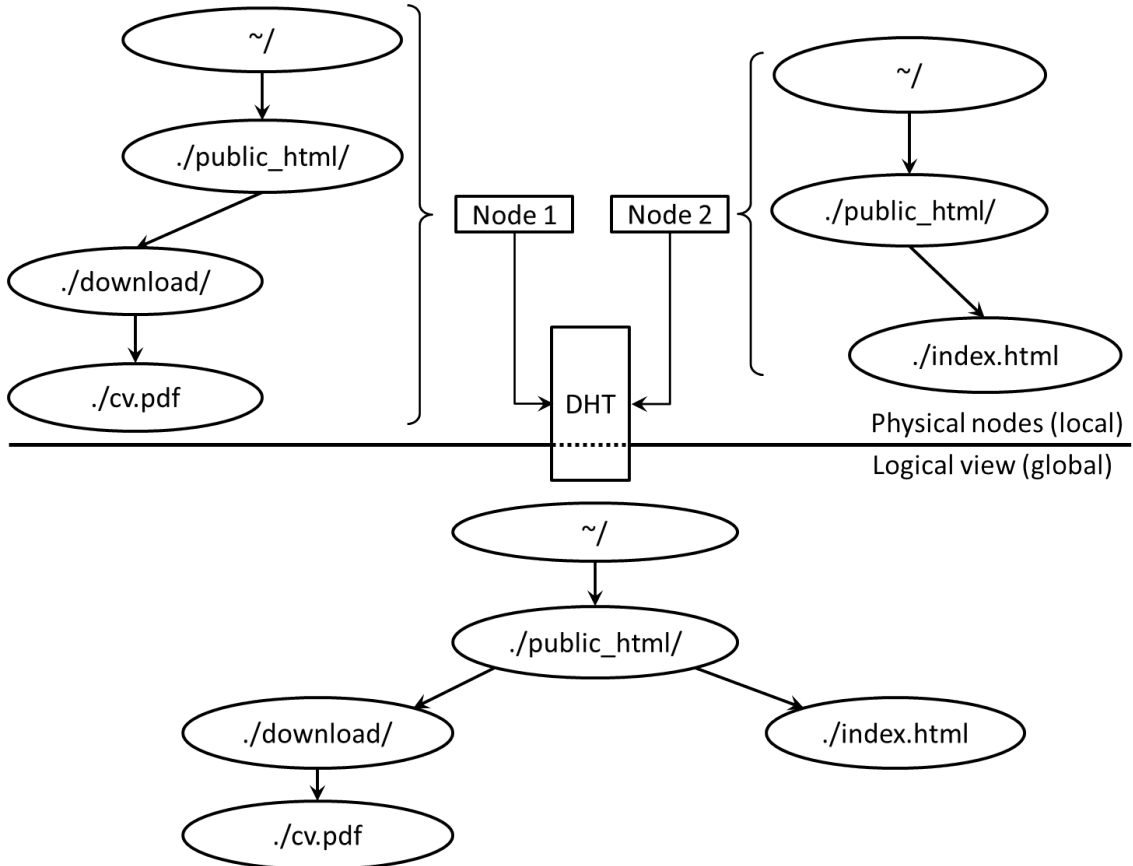 ~/
./public_html/
./download/
./cv.pdf
Node 1
Node 2
DHT
~/
./public_html/
./index.html
Physical nodes (local)
Logical view (global)
~/
./public_html/
./download/
./index.html
./cv.pdf